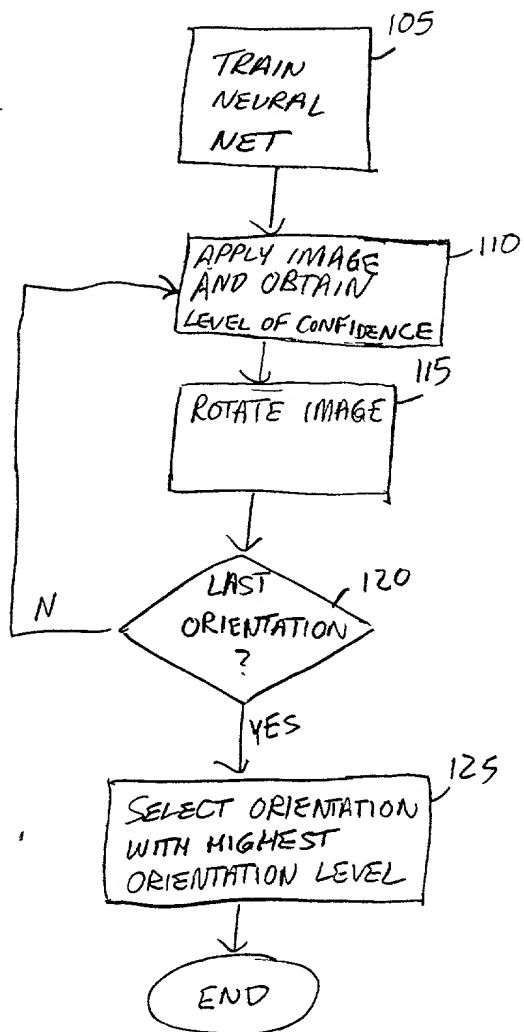 105
TRAIN
NEURAL
NET
110
APPLY IMAGE
AND OBTAIN
LEVEL OF CONFIDENCE
115
ROTATE IMAGE
120
LAST
ORIENTATION
?
N
YES
125
SELECT ORIENTATION
WITH HIGHEST
ORIENTATION LEVEL
END